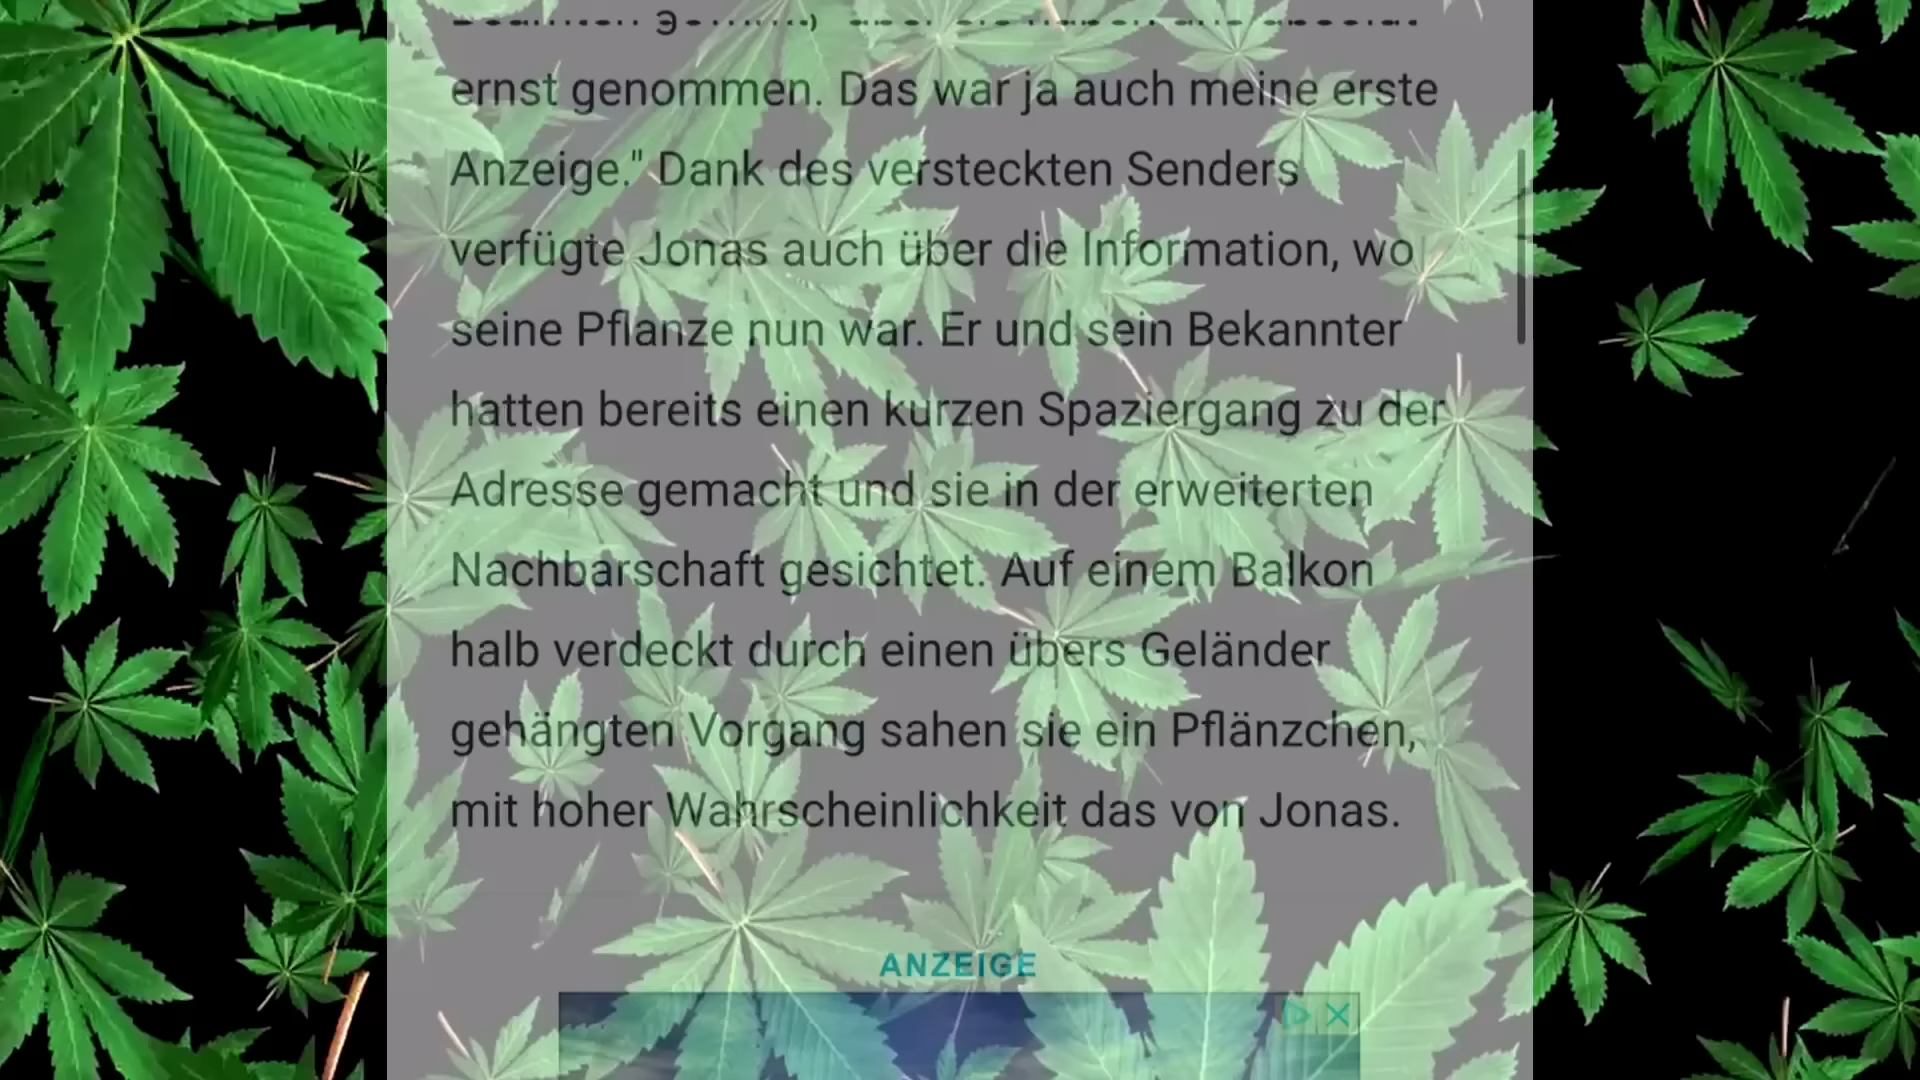 ernst genommen. Das war ja auch meine erste
Anzeige." Dank des versteckten Senders
verfügte Jonas auch über die Information, wo
seine Pflanze nun war. Er und sein Bekannter
hatten bereits einen kurzen Spaziergang zu der
Adresse gemacht und sie in der erweiterten
Nachbarschaft gesichtet. Auf einem Balkon
halb verdeckt durch einen übers Geländer
gehängten Vorgang sahen sie ein Pflänzchen,
mit hoher Wahrscheinlichkeit das von Jonas.
ANZEIGE